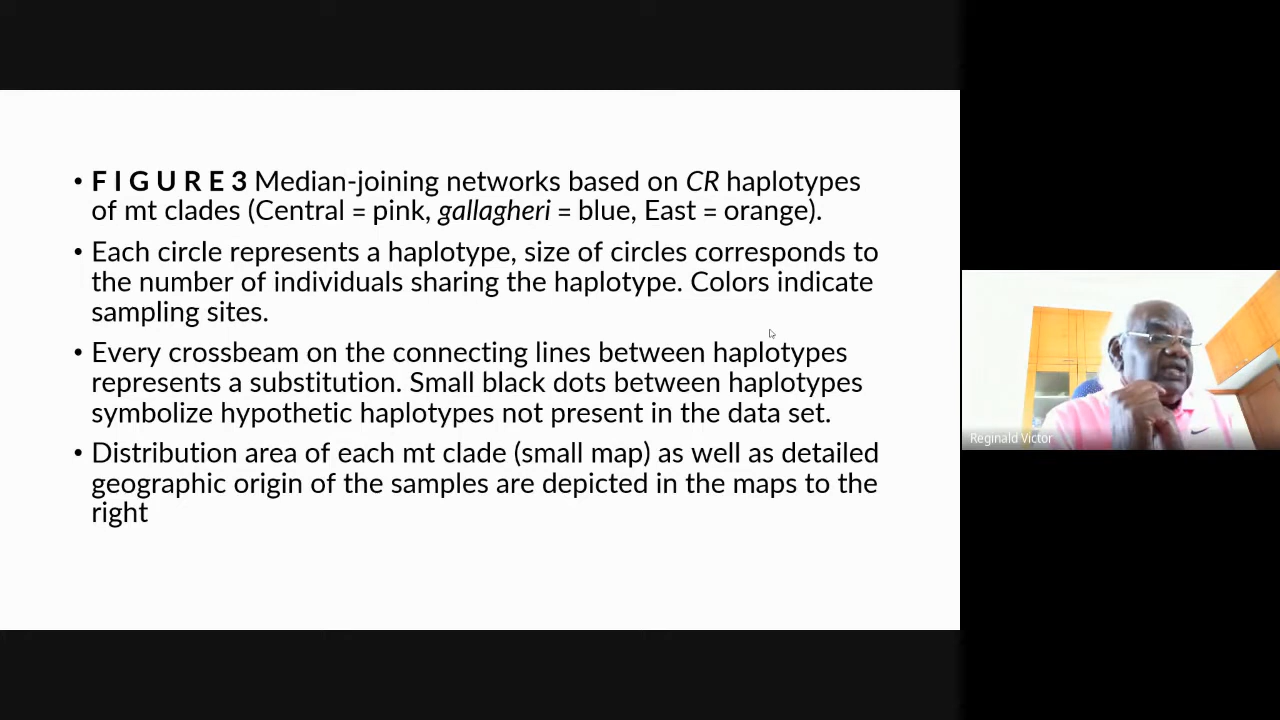 • F I G U R E 3 Median-joining networks based on CR haplotypes
of mt clades (Central = pink, gallagheri = blue, East = orange).
• Each circle represents a haplotype, size of circles corresponds to
the number of individuals sharing the haplotype. Colors indicate
sampling sites.
• Every crossbeam on the connecting lines between haplotypes
represents a substitution. Small black dots between haplotypes
symbolize hypothetic haplotypes not present in the data set.
• Distribution area of each mt clade (small map) as well as detailed
geographic origin of the samples are depicted in the maps to the
right
Reginald Victor